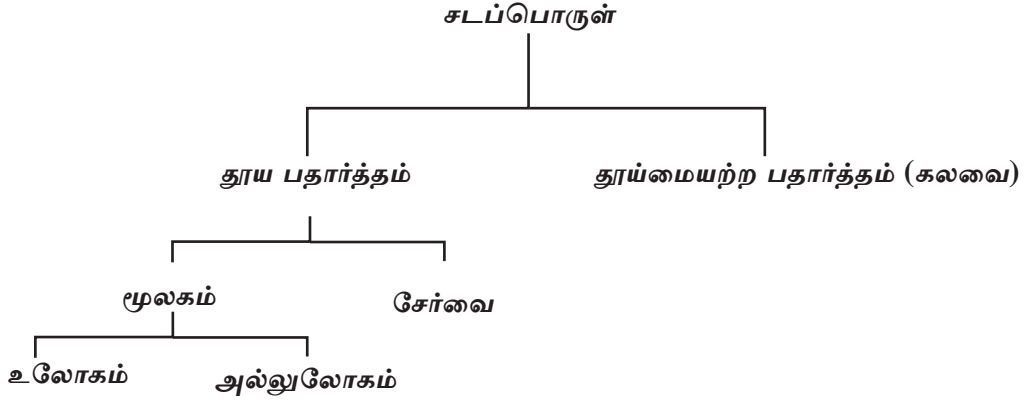 சடப்பொருள்
தூய பதார்த்தம்
தூய்மையற்ற பதார்த்தம் (கலவை)
மூலகம்
சேர்வை
உலோகம்
அல்லுலோகம்